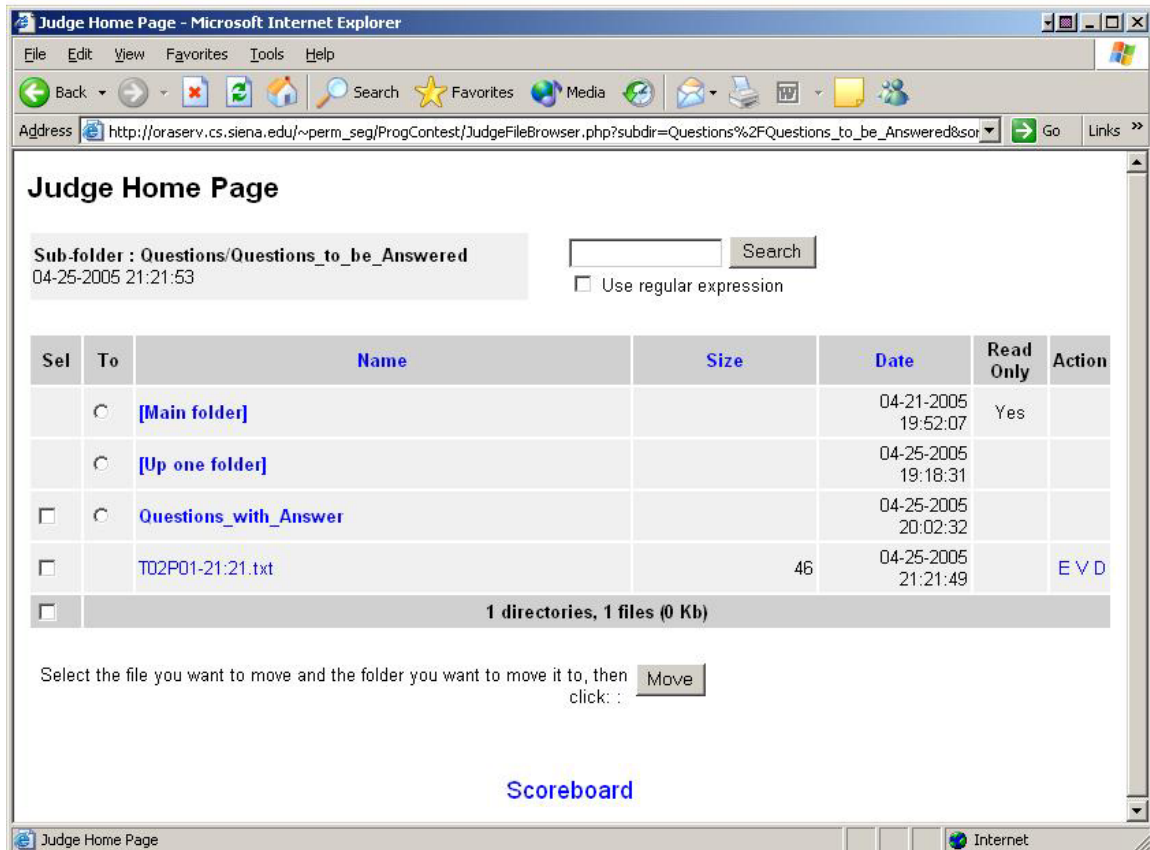 Judge Home Page - Microsoft Internet Explorer
File Edit View Favorites Tools Help
Back Search Favorites Media
Address http://oraserv.cs.siena.edu/~perm_seg/ProgContest/JudgeFileBrowser.php?subdir=Questions%2FQuestions_to_be_Answered&sor Go Links »
Judge Home Page
Sub-folder : Questions/Questions_to_be_Answered
04-25-2005 21:21:53
Search
Use regular expression
Sel To Name Size Date Read Only Action
[Main folder] 04-21-2005 19:52:07 Yes
[Up one folder] 04-25-2005 19:18:31
Questions_with_Answer 04-25-2005 20:02:32
T02P01-21:21.txt 46 04-25-2005 21:21:49 E V D
1 directories, 1 files (0 Kb)
Select the file you want to move and the folder you want to move it to, then
click: :
Move
Scoreboard
Judge Home Page Internet